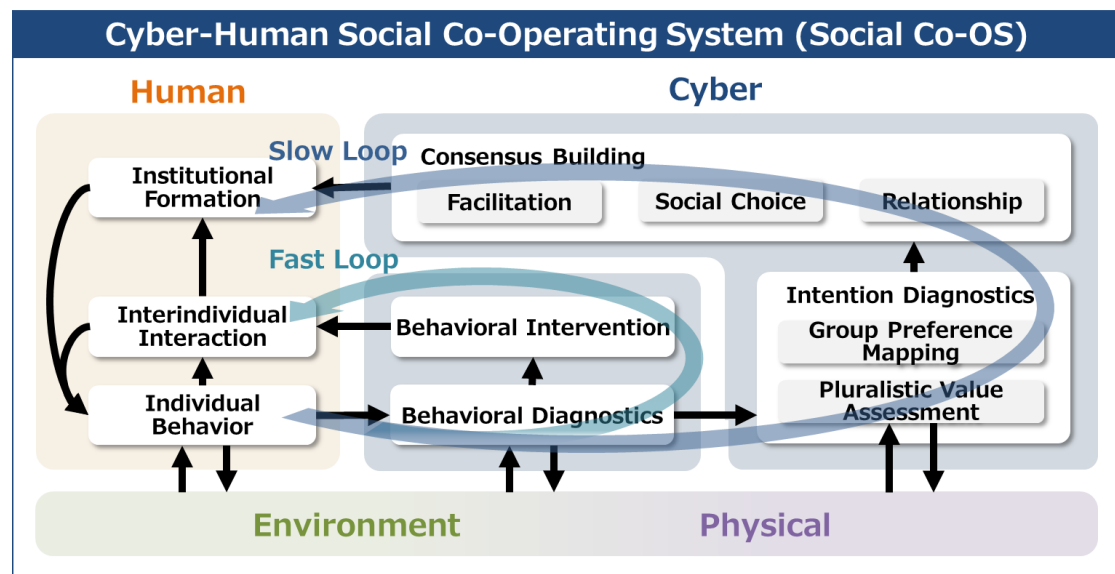 Cyber-Human Social Co-Operating System (Social Co-OS)
Human
Cyber
Slow Loop
Consensus Building
Institutional
Formation
Facilitation
Social Choice
Relationship
Fast Loop
Intention Diagnostics
Interindividual
Interaction
Behavioral Intervention
Group Preference
Mapping
Individual
Behavior
Behavioral Diagnostics
Pluralistic Value
Assessment
Environment
Physical